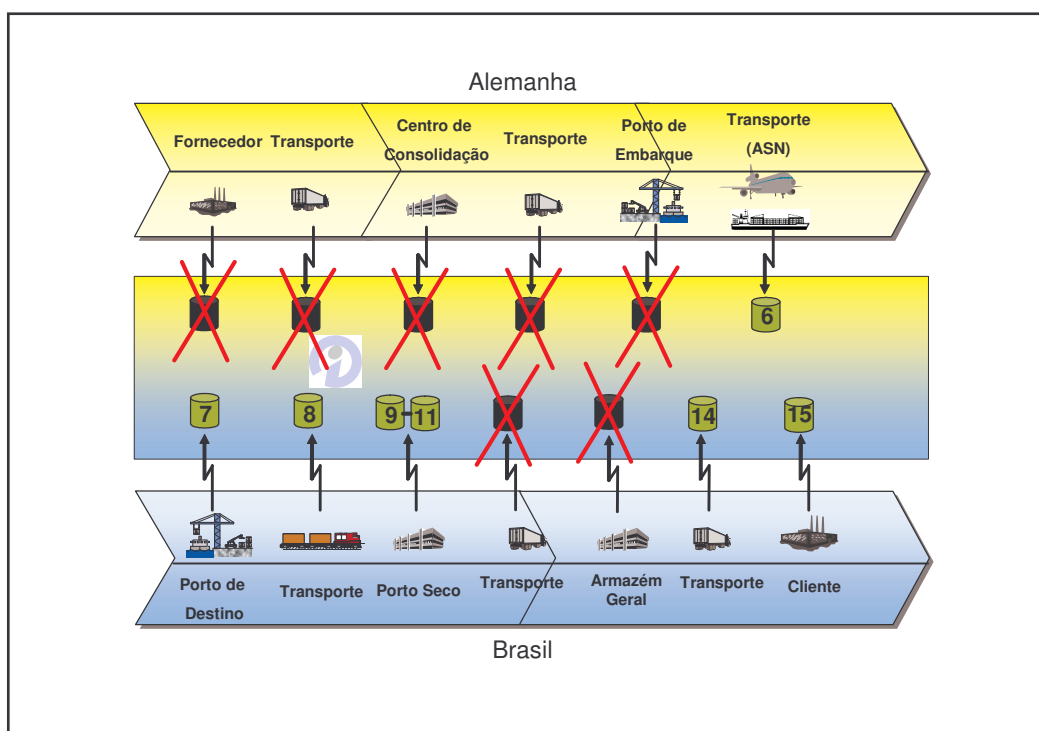 Alemanha
Fornecedor
Transporte
Centro de
Consolidação
Transporte
Porto de
Embarque
Transporte
(ASN)
6
7
8
9-11
14
15
Porto de
Destino
Transporte
Porto Seco
Transporte
Armazém
Geral
Transporte
Cliente
Brasil